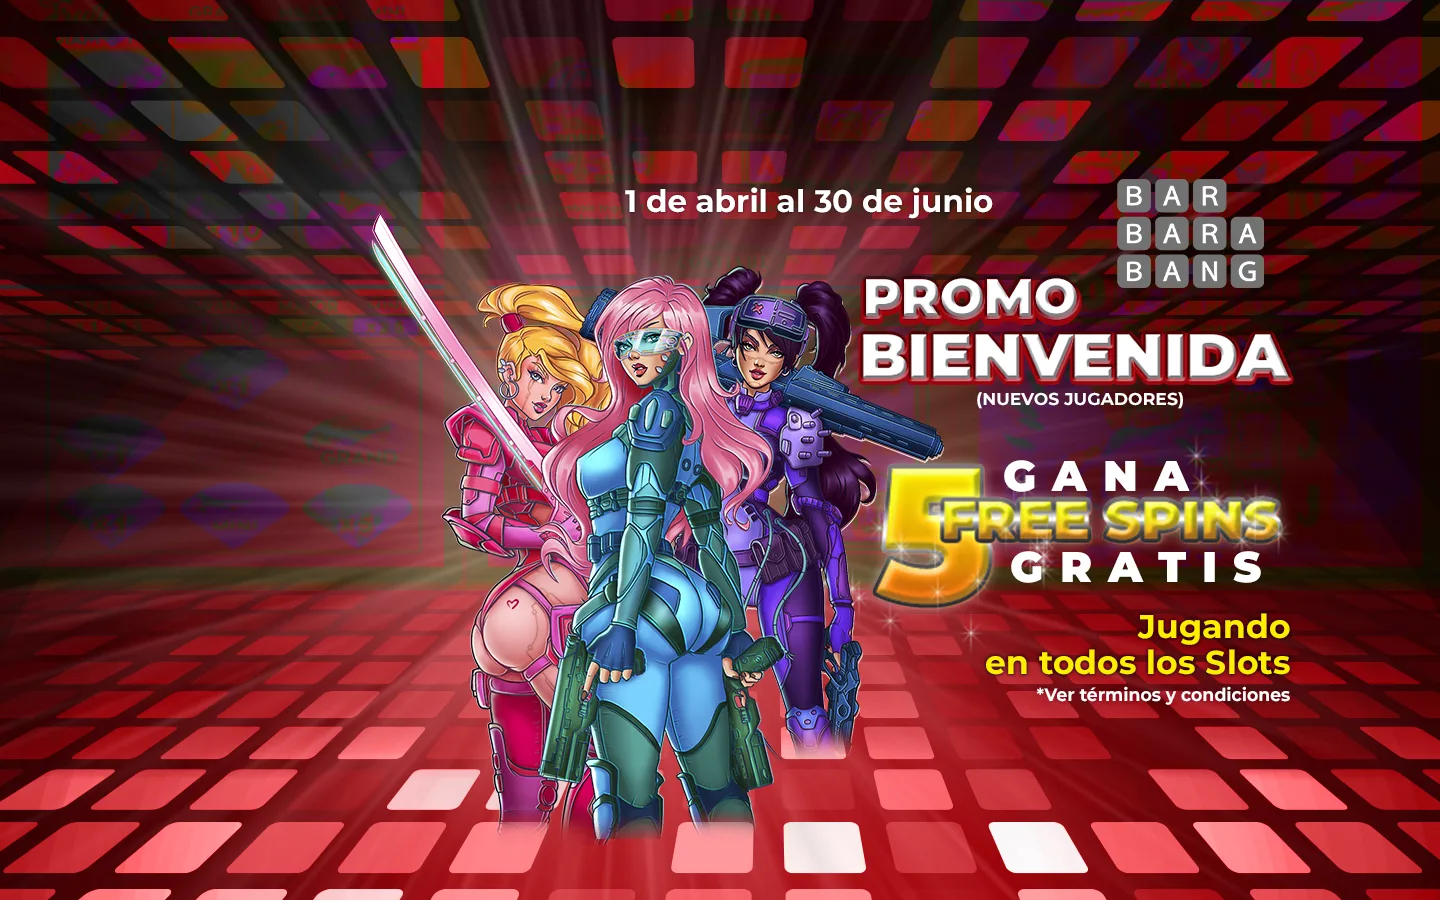 1 de abril al 30 de junio
BAR
BARA
BANG
PROMO
BIENVENIDA
(NUEVOS JUGADORES)
GANA
5 FREE SPINS
GRATIS
Jugando
en todos los Slots
*Ver términos y condiciones